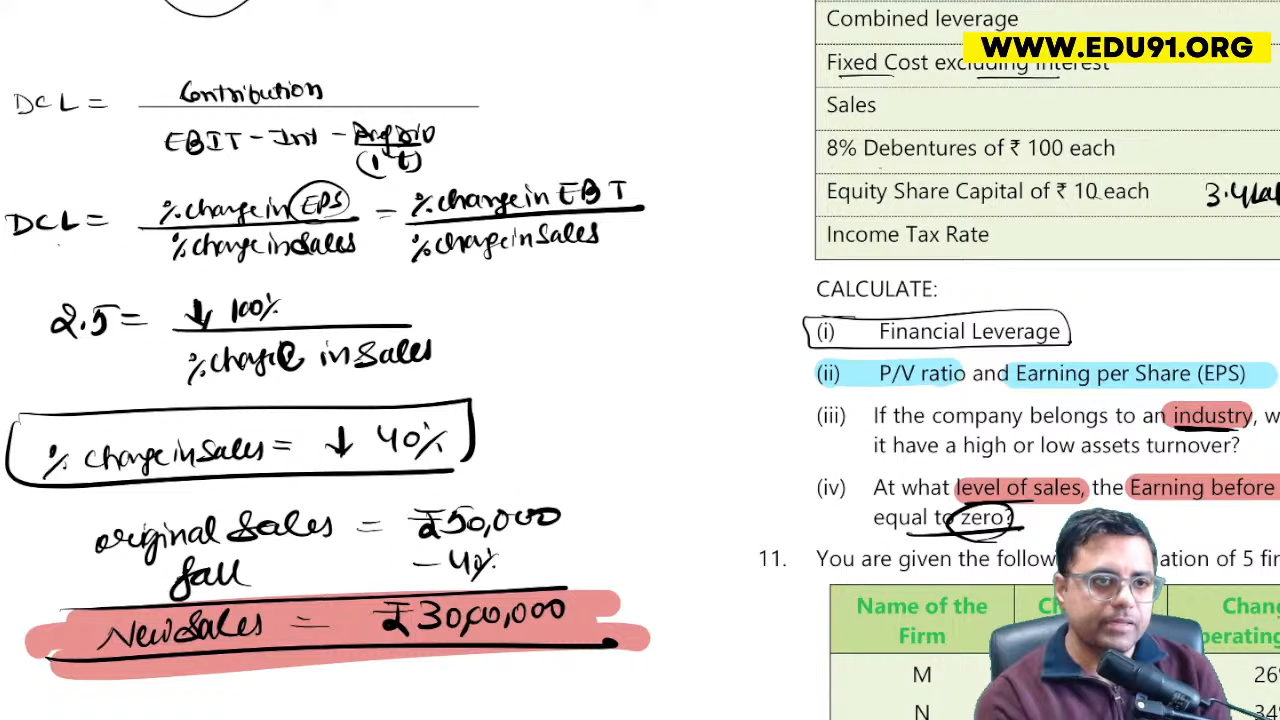 WWW.EDU91.ORG
DCL = Contribution
EBIT - Int -
(1 t)
DCL = % change in EPS = % change in EBT
% change in Sales % change in Sales
2.5 = ↓ 100%
% change in Sales
% change in Sales = ↓ 40%
original Sales = ₹50,000
fall - 40%
New Sales = ₹30,00,000
Combined leverage
Fixed Cost excluding interest
Sales
8% Debentures of ₹ 100 each
Equity Share Capital of ₹ 10 each
Income Tax Rate
CALCULATE:
(i) Financial Leverage
(ii) P/V ratio and Earning per Share (EPS)
(iii) If the company belongs to an industry,
it have a high or low assets turnover?
(iv) At what level of sales, the Earning before
equal to zero?
11. You are given the ation of 5
Name of the
Firm
M 26
N 34